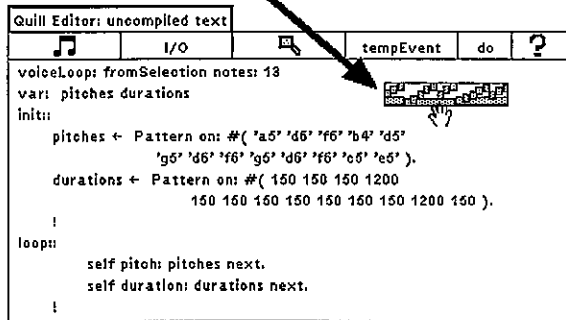 Quill Editor: uncompiled text
I/O tempEvent do ?
voiceLoop: fromSelection notes: 13
var: pitches durations
init::
pitches ← Pattern on: #( 'a5' 'd6' 'f6' 'b4' 'd5'
'g5' 'd6' 'f6' 'g5' 'd6' 'f6' 'c5' 'e5' ).
durations ← Pattern on: #( 150 150 150 1200
150 150 150 150 150 150 150 1200 150 ).
!
loop::
self pitch: pitches next.
self duration: durations next.
!